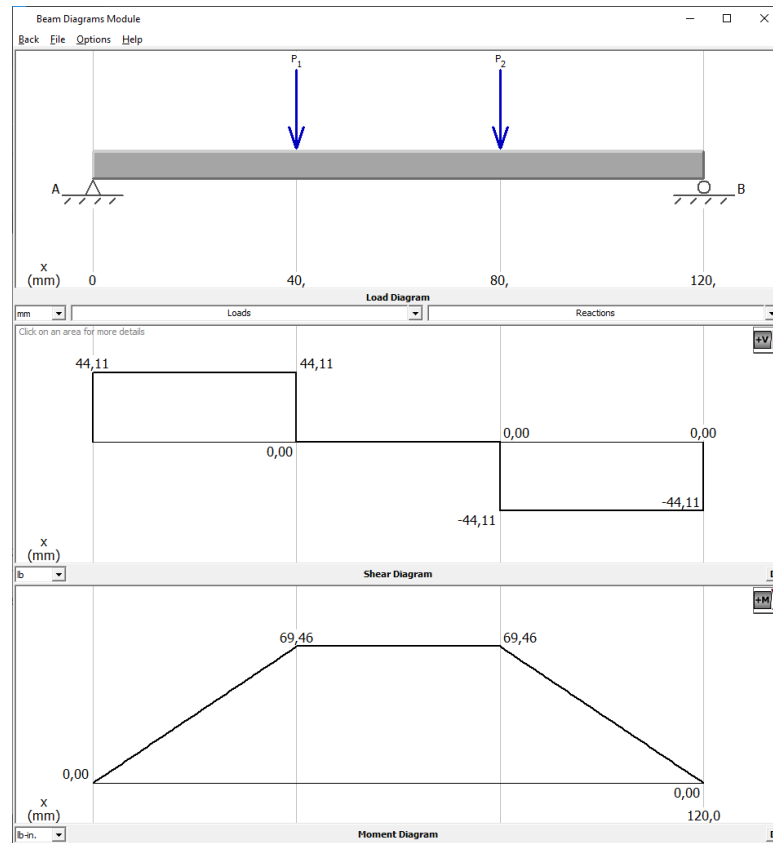 Beam Diagrams Module
Back File Options Help
P1 P2
A B
x
(mm) 0 40, 80, 120,
Load Diagram
mm Loads Reactions
Click on an area for more details
+V
44,11 44,11
0,00 0,00 0,00
-44,11 -44,11
x
(mm)
lb Shear Diagram
+M
69,46 69,46
0,00 0,00
x
(mm) 120,0
lb-in. Moment Diagram